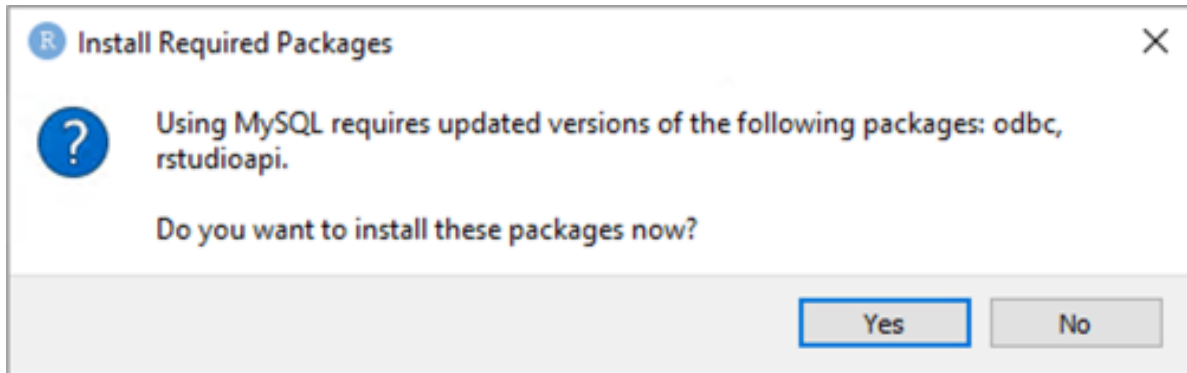 R Install Required Packages
?
Using MySQL requires updated versions of the following packages: odbc,
rstudioapi.
Do you want to install these packages now?
Yes No